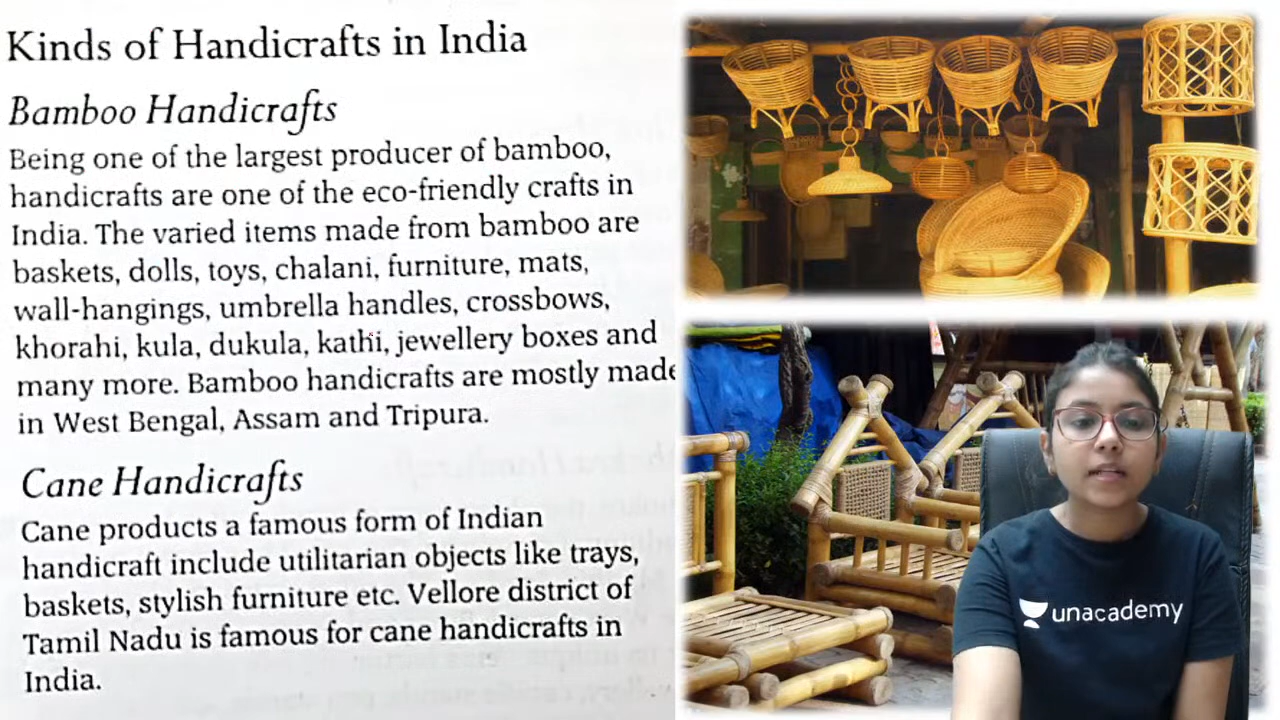 Kinds of Handicrafts in India
Bamboo Handicrafts
Being one of the largest producer of bamboo,
handicrafts are one of the eco-friendly crafts in
India. The varied items made from bamboo are
baskets, dolls, toys, chalani, furniture, mats,
wall-hangings, umbrella handles, crossbows,
khorahi, kula, dukula, kathi, jewellery boxes and
many more. Bamboo handicrafts are mostly made
in West Bengal, Assam and Tripura.
Cane Handicrafts
Cane products a famous form of Indian
handicraft include utilitarian objects like trays,
baskets, stylish furniture etc. Vellore district of
Tamil Nadu is famous for cane handicrafts in
India.
unacademy